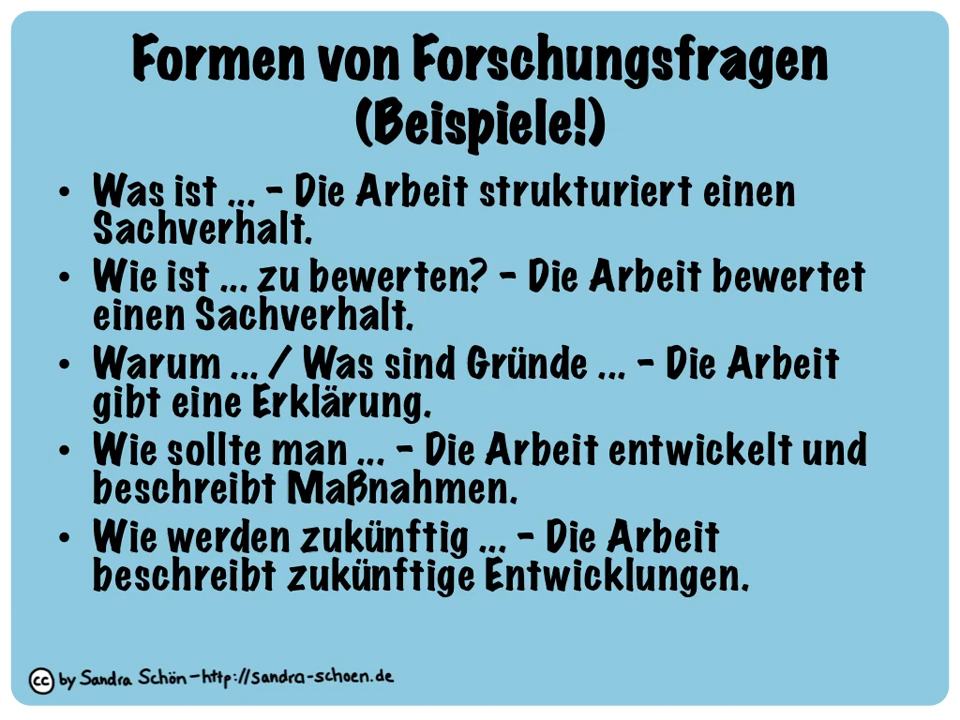 Formen von Forschungsfragen
(Beispiele!)
• Was ist ... – Die Arbeit strukturiert einen
Sachverhalt.
• Wie ist ... zu bewerten? – Die Arbeit bewertet
einen Sachverhalt.
• Warum ... / Was sind Gründe ... – Die Arbeit
gibt eine Erklärung.
• Wie sollte man ... – Die Arbeit entwickelt und
beschreibt Maßnahmen.
• Wie werden zukünftig ... – Die Arbeit
beschreibt zukünftige Entwicklungen.
cc by Sandra Schön – http://sandra-schoen.de